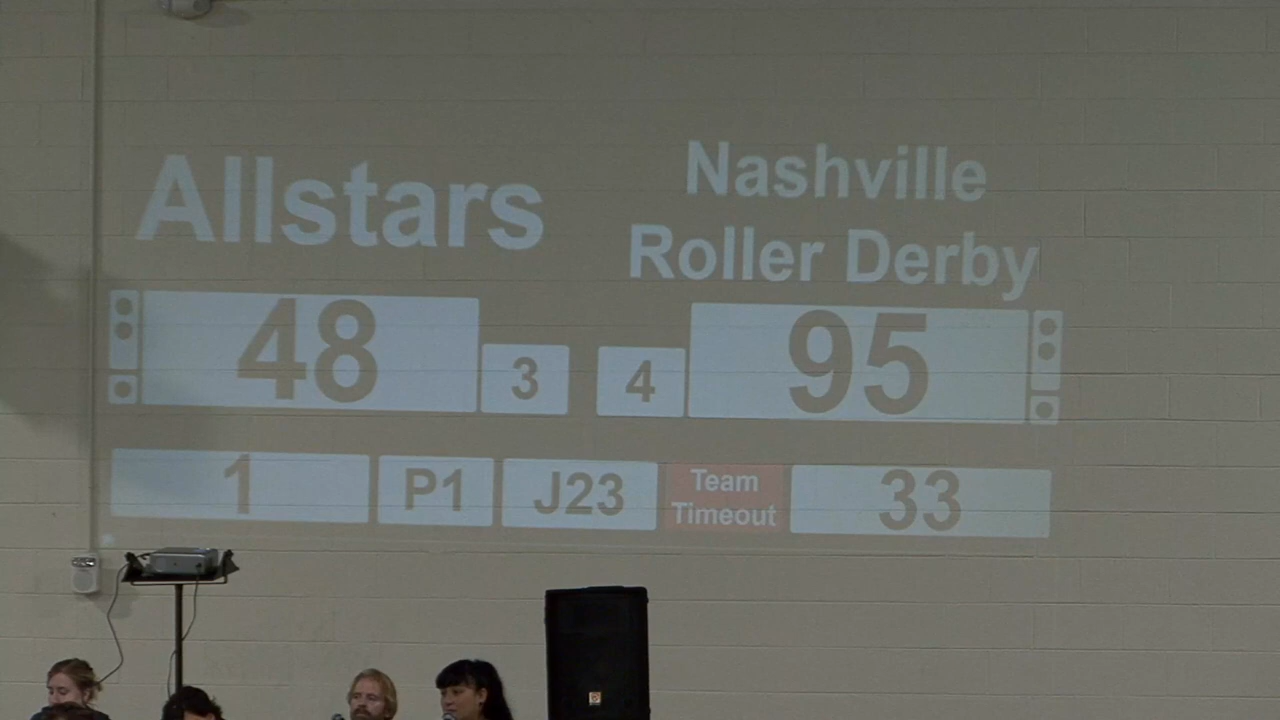 Allstars
Nashville
Roller Derby
48
3
4
95
1
P1
J23
Team
Timeout
33